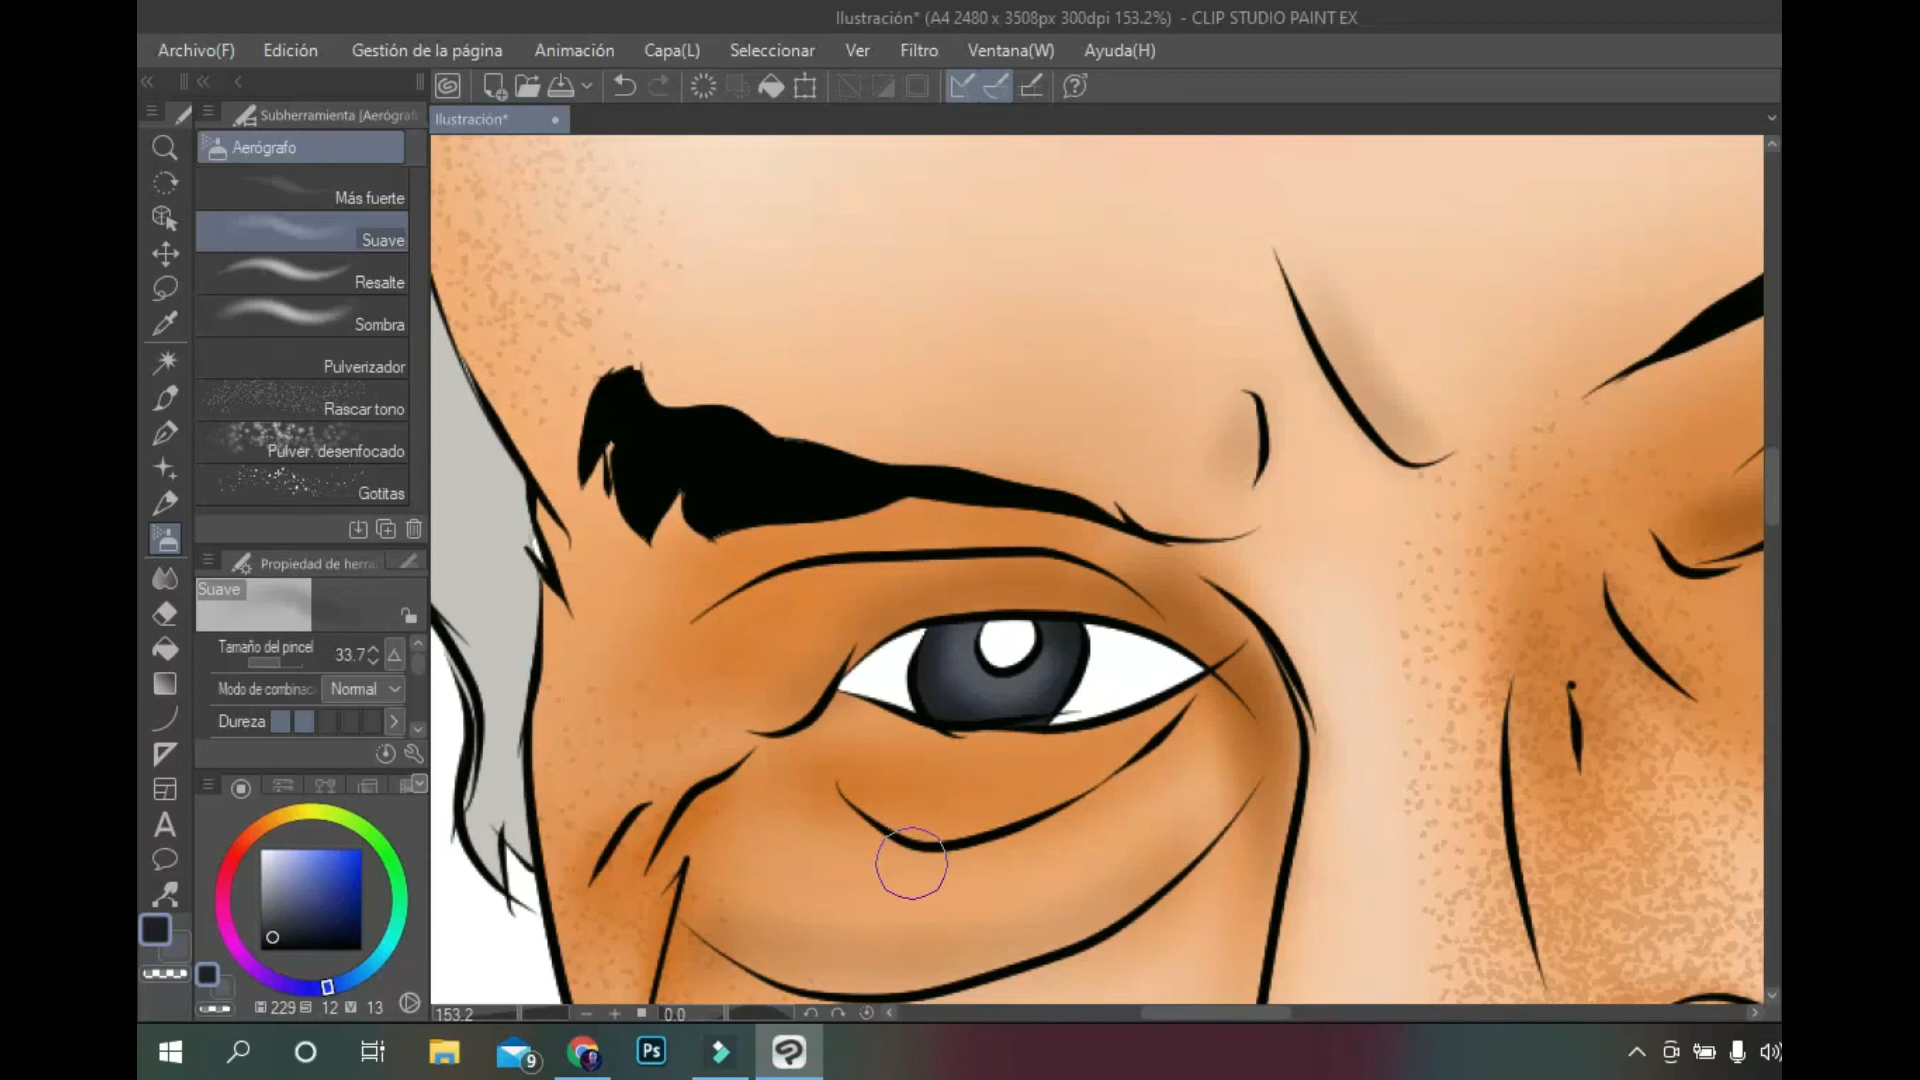 Ilustración* (A4 2480 x 3508px 300dpi 153.2%) - CLIP STUDIO PAINT EX
Archivo(F) Edición Gestión de la página Animación Capa(L) Seleccionar Ver Filtro Ventana(W) Ayuda(H)
Subherramienta [Aerógraf
Ilustración*
Aerógrafo
Más fuerte
Suave
Resalte
Sombra
Pulverizador
Rascar tono
Pulver. desenfocado
Gotitas
Propiedad de herra
Suave
Tamaño del pincel 33.7
Modo de combinac Normal
Dureza
A
H 229 S 12 V 13
153.2 0.0
9 Ps